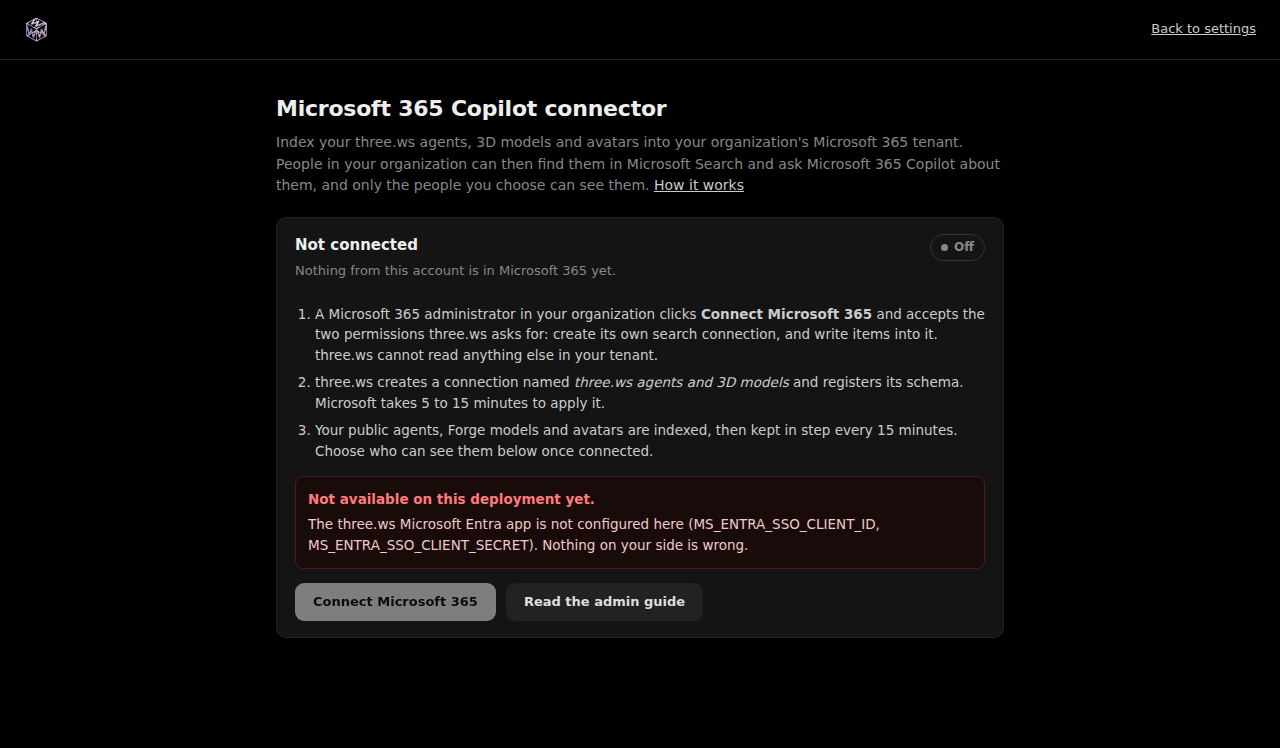 Back to settings
Microsoft 365 Copilot connector
Index your three.ws agents, 3D models and avatars into your organization's Microsoft 365 tenant.
People in your organization can then find them in Microsoft Search and ask Microsoft 365 Copilot about
them, and only the people you choose can see them. How it works
Not connected
Off
Nothing from this account is in Microsoft 365 yet.
1. A Microsoft 365 administrator in your organization clicks Connect Microsoft 365 and accepts the
two permissions three.ws asks for: create its own search connection, and write items into it.
three.ws cannot read anything else in your tenant.
2. three.ws creates a connection named three.ws agents and 3D models and registers its schema.
Microsoft takes 5 to 15 minutes to apply it.
3. Your public agents, Forge models and avatars are indexed, then kept in step every 15 minutes.
Choose who can see them below once connected.
Not available on this deployment yet.
The three.ws Microsoft Entra app is not configured here (MS_ENTRA_SSO_CLIENT_ID,
MS_ENTRA_SSO_CLIENT_SECRET). Nothing on your side is wrong.
Connect Microsoft 365
Read the admin guide